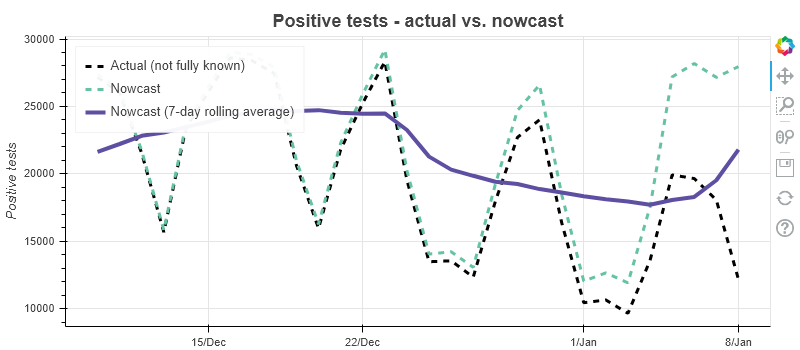 Positive tests - actual vs. nowcast
30000
25000
20000
15000
10000
Positive tests
Actual (not fully known)
Nowcast
Nowcast (7-day rolling average)
15/Dec
22/Dec
1/Jan
8/Jan